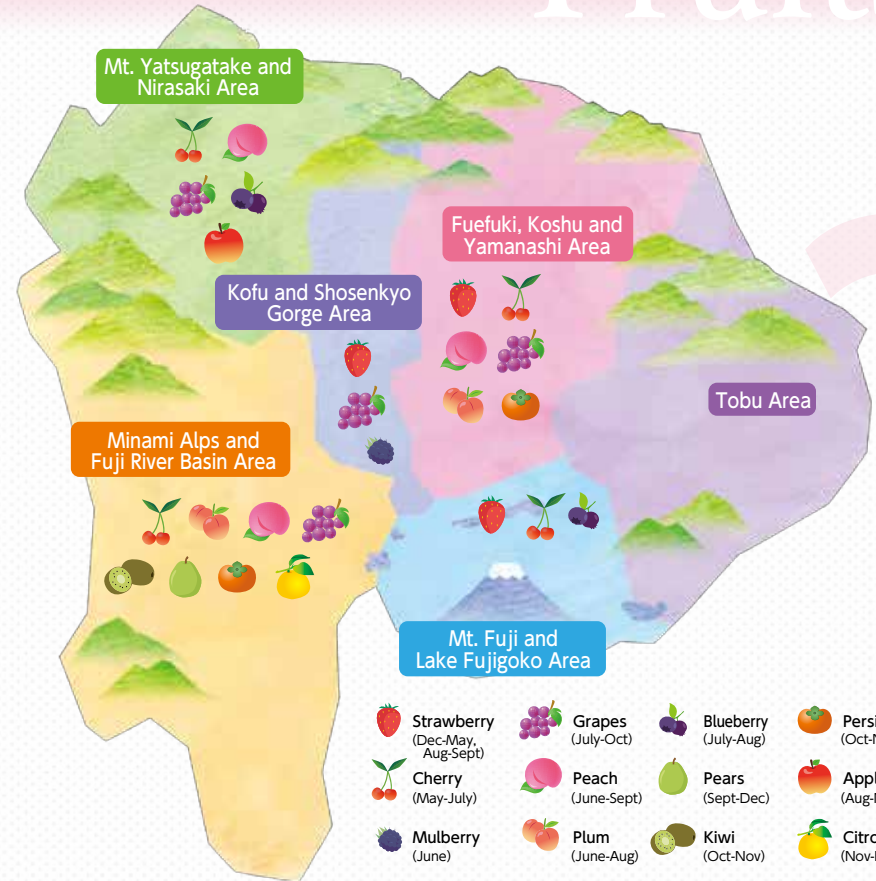 Mt. Yatsugatake and
Nirasaki Area
Fuefuki, Koshu and
Yamanashi Area
Kofu and Shosenkyo
Gorge Area
Tobu Area
Minami Alps and
Fuji River Basin Area
Mt. Fuji and
Lake Fujigoko Area
Strawberry
(Dec-May,
Aug-Sept)
Grapes
(July-Oct)
Blueberry
(July-Aug)
Cherry
(May-July)
Peach
(June-Sept)
Pears
(Sept-Dec)
Mulberry
(June)
Plum
(June-Aug)
Kiwi
(Oct-Nov)